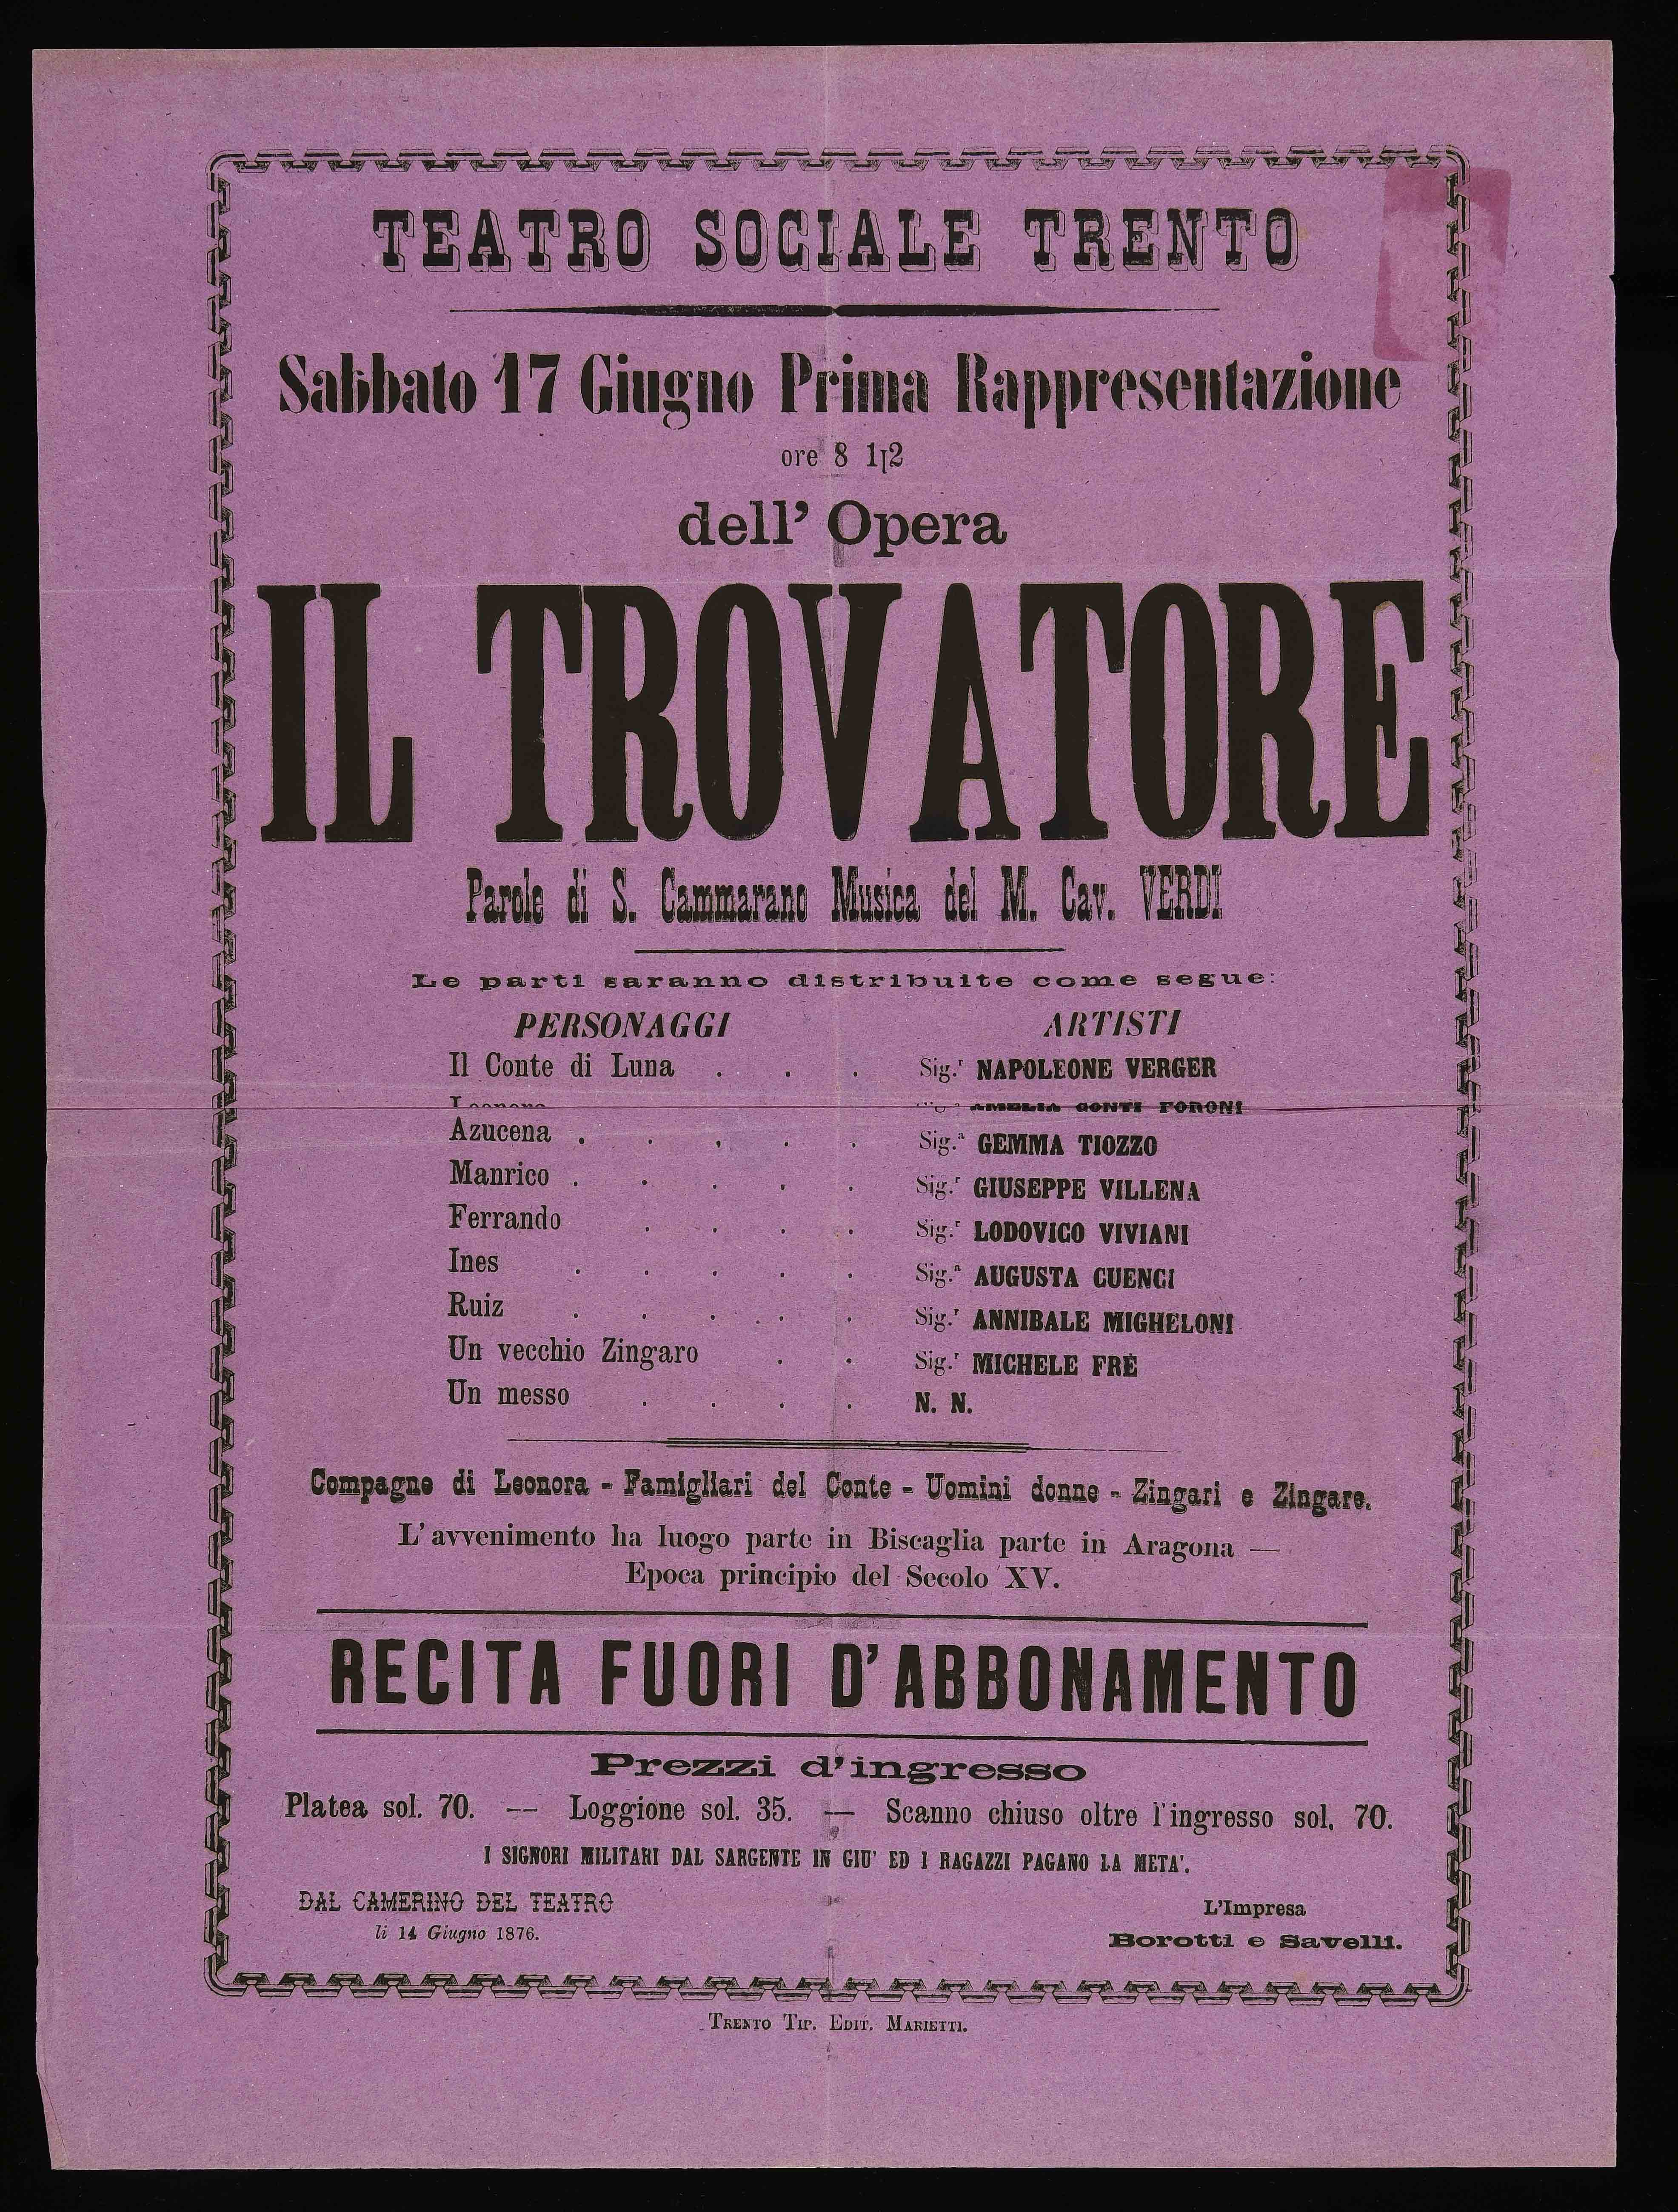 TEATRO SOCIALE TRENTO
Sabbato 17 Giugno Prima Rappresentazione
ore 8 1|2
dell' Opera
IL TROVATORE
Parole di S. Cammarano Musica del M. Cav. VERDI
Le parti saranno distribuite come segue:
PERSONAGGI ARTISTI
Il Conte di Luna . . . Sig.r NAPOLEONE VERGER
Leonora AMELIA CONTI FORONI
Azucena . . . . . Sig.a GEMMA TIOZZO
Manrico . . . . . Sig.r GIUSEPPE VILLENA
Ferrando . . . . Sig.r LODOVICO VIVIANI
Ines . . . . . Sig.a AUGUSTA CUENCI
Ruiz . . . . . . Sig.r ANNIBALE MIGHELONI
Un vecchio Zingaro . . Sig.r MICHELE FRÈ
Un messo . . . . N. N.
Compagne di Leonora - Famigliari del Conte - Uomini donne - Zingari e Zingare.
L'avvenimento ha luogo parte in Biscaglia parte in Aragona —
Epoca principio del Secolo XV.
RECITA FUORI D'ABBONAMENTO
Prezzi d'ingresso
Platea sol. 70. — Loggione sol. 35. — Scanno chiuso oltre l'ingresso sol. 70.
I SIGNORI MILITARI DAL SARGENTE IN GIU' ED I RAGAZZI PAGANO LA META'.
DAL CAMERINO DEL TEATRO
li 14 Giugno 1876.
L'Impresa
Borotti e Savelli.
TRENTO TIP. EDIT. MARIETTI.